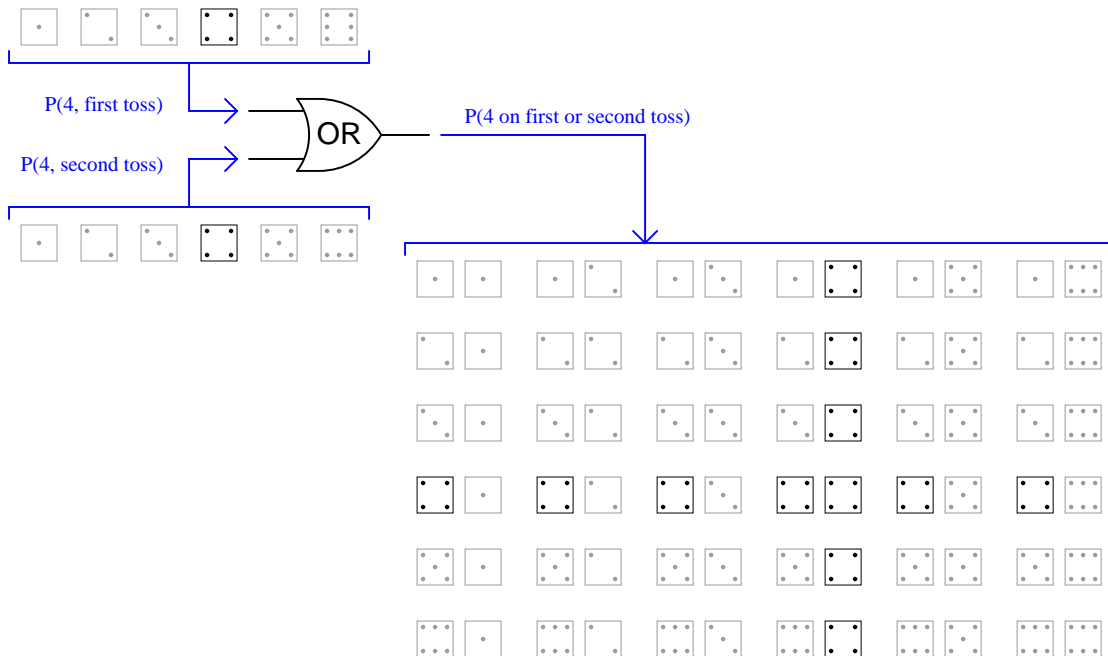 P(4, first toss)
OR
P(4 on first or second toss)
P(4, second toss)